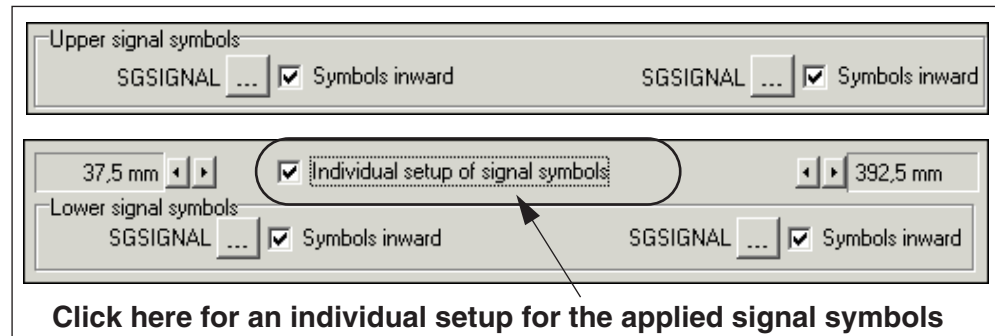 Upper signal symbols
SGSIGNAL ... Symbols inward SGSIGNAL ... Symbols inward
37,5 mm Individual setup of signal symbols 392,5 mm
Lower signal symbols
SGSIGNAL ... Symbols inward SGSIGNAL ... Symbols inward
Click here for an individual setup for the applied signal symbols